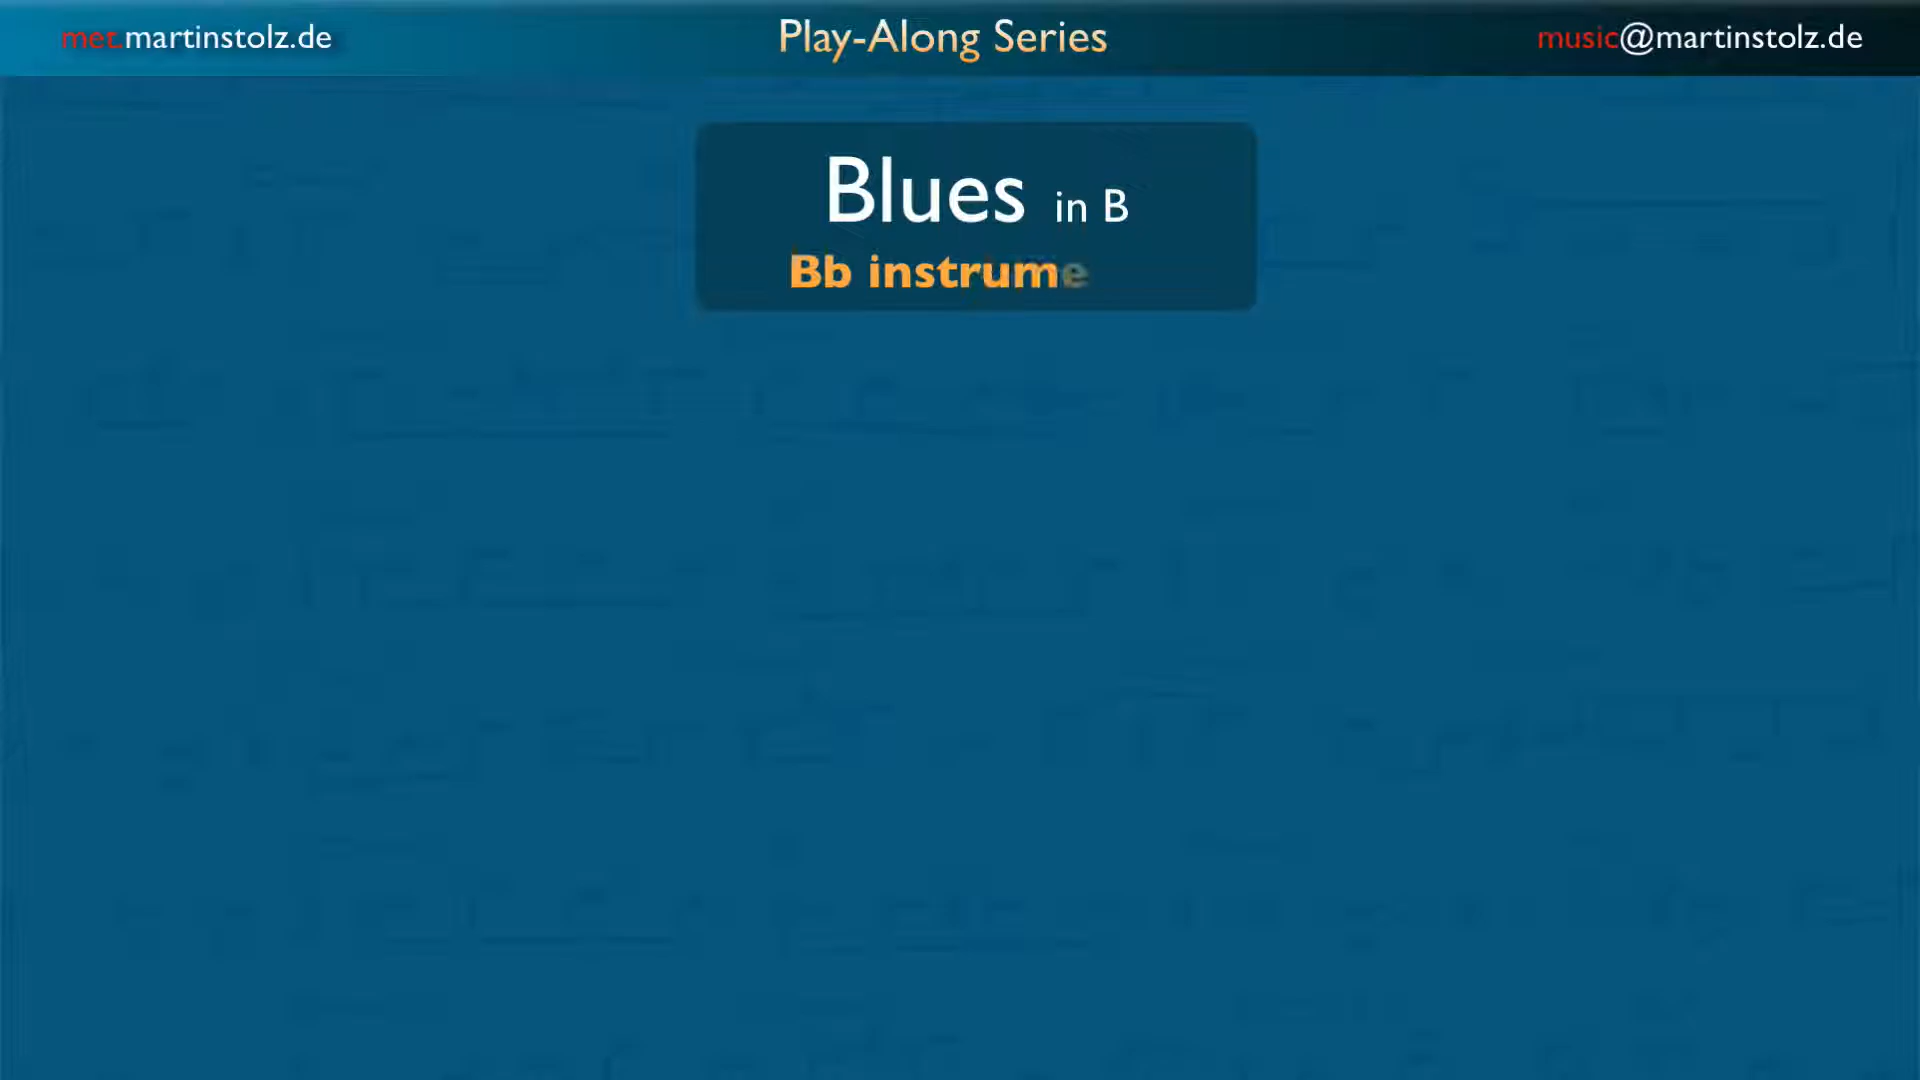 met.martinstolz.de
Play-Along Series
music@martinstolz.de
Blues in B
Bb instrume